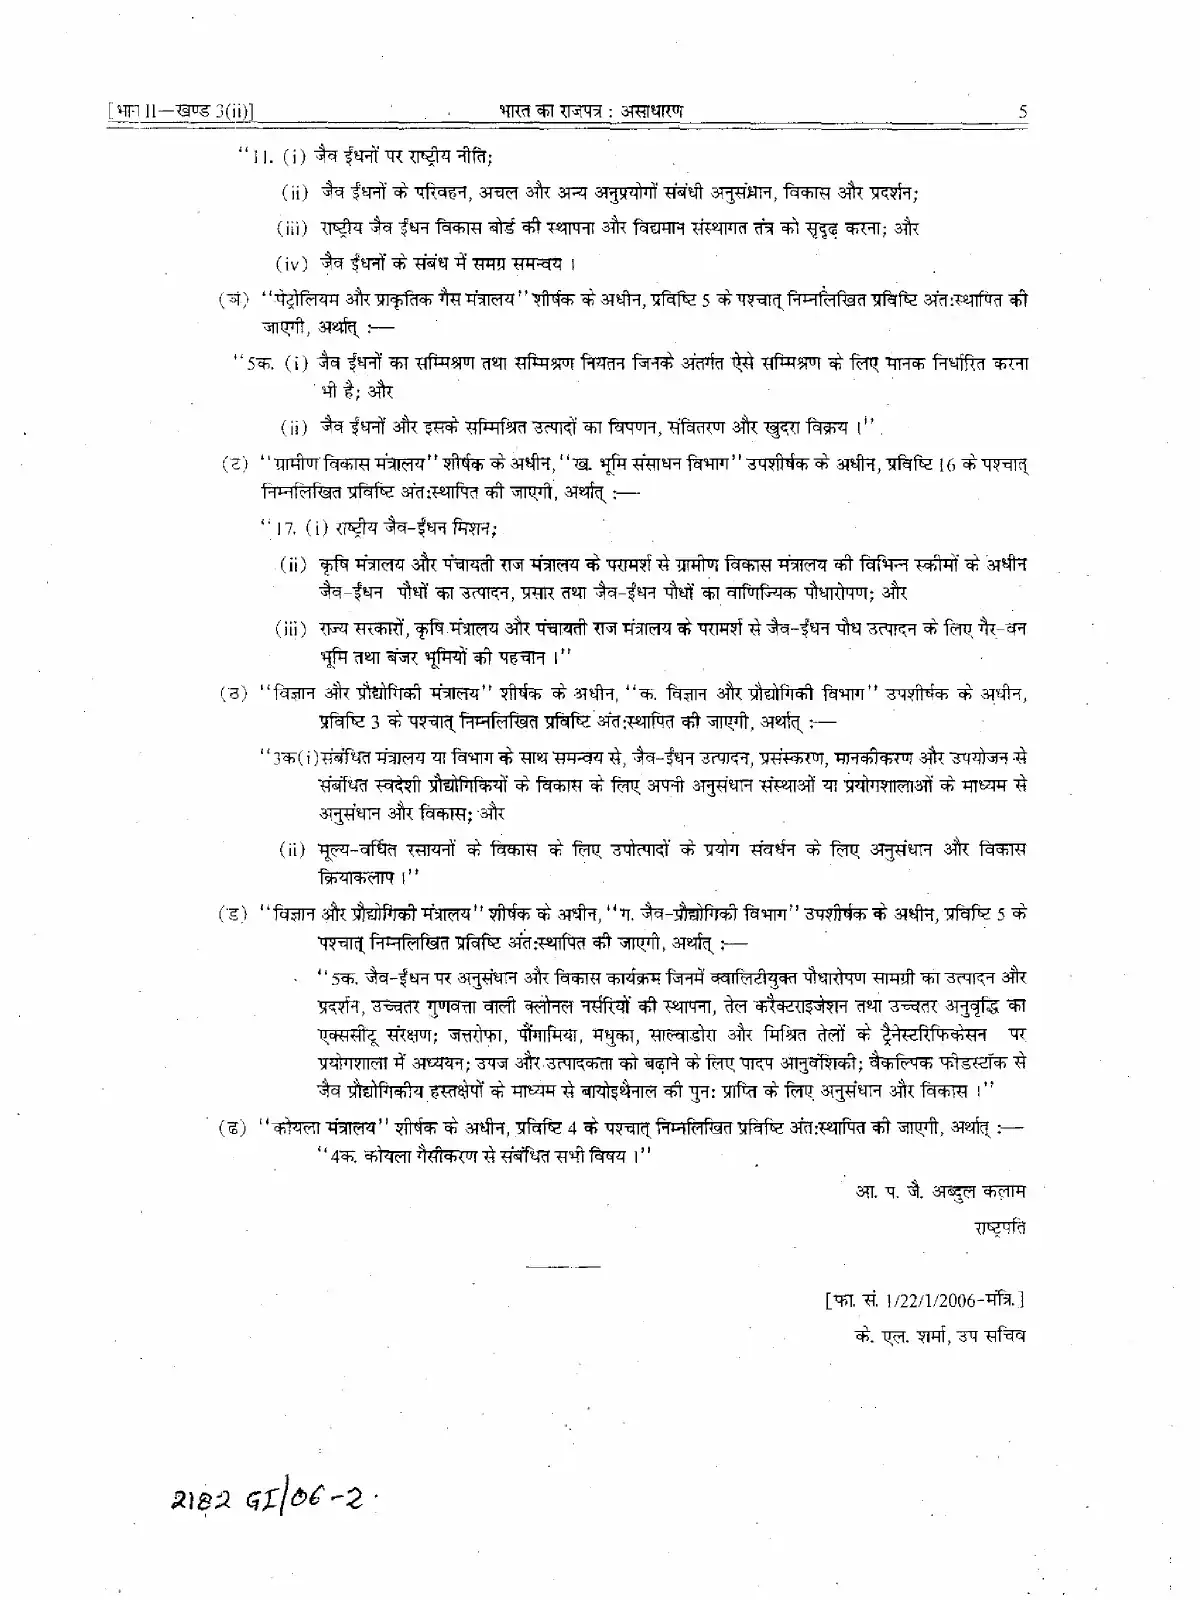 [भाग II—खण्ड 3(ii)] भारत का राजपत्र : असाधारण 5
“11. (i) जैव ईंधनों पर राष्ट्रीय नीति;
(ii) जैव ईंधनों के परिवहन, अचल और अन्य अनुप्रयोगों संबंधी अनुसंधान, विकास और प्रदर्शन;
(iii) राष्ट्रीय जैव ईंधन विकास बोर्ड की स्थापना और विद्यमान संस्थागत तंत्र को सुदृढ़ करना; और
(iv) जैव ईंधनों के संबंध में समग्र समन्वय ।
(ञ) “पेट्रोलियम और प्राकृतिक गैस मंत्रालय” शीर्षक के अधीन, प्रविष्टि 5 के पश्चात् निम्नलिखित प्रविष्टि अंत:स्थापित की
जाएगी, अर्थात् :—
“5क. (i) जैव ईंधनों का सम्मिश्रण तथा सम्मिश्रण नियतन जिनके अंतर्गत ऐसे सम्मिश्रण के लिए मानक निर्धारित करना
भी है; और
(ii) जैव ईंधनों और इसके सम्मिश्रित उत्पादों का विपणन, संवितरण और खुदरा विक्रय ।”
(ट) “ग्रामीण विकास मंत्रालय” शीर्षक के अधीन, “ख. भूमि संसाधन विभाग” उपशीर्षक के अधीन, प्रविष्टि 16 के पश्चात्
निम्नलिखित प्रविष्टि अंत:स्थापित की जाएगी, अर्थात् :—
“17. (i) राष्ट्रीय जैव-ईंधन मिशन;
(ii) कृषि मंत्रालय और पंचायती राज मंत्रालय के परामर्श से ग्रामीण विकास मंत्रालय की विभिन्न स्कीमों के अधीन
जैव-ईंधन पौधों का उत्पादन, प्रसार तथा जैव-ईंधन पौधों का वाणिज्यिक पौधारोपण; और
(iii) राज्य सरकारों, कृषि मंत्रालय और पंचायती राज मंत्रालय के परामर्श से जैव-ईंधन पौध उत्पादन के लिए गैर-वन
भूमि तथा बंजर भूमियों की पहचान ।”
(ठ) “विज्ञान और प्रौद्योगिकी मंत्रालय” शीर्षक के अधीन, “क. विज्ञान और प्रौद्योगिकी विभाग” उपशीर्षक के अधीन,
प्रविष्टि 3 के पश्चात् निम्नलिखित प्रविष्टि अंत:स्थापित की जाएगी, अर्थात् :—
“3क(i)संबंधित मंत्रालय या विभाग के साथ समन्वय से, जैव-ईंधन उत्पादन, प्रसंस्करण, मानकीकरण और उपयोजन से
संबंधित स्वदेशी प्रौद्योगिकियों के विकास के लिए अपनी अनुसंधान संस्थाओं या प्रयोगशालाओं के माध्यम से
अनुसंधान और विकास; और
(ii) मूल्य-वर्धित रसायनों के विकास के लिए उपोत्पादों के प्रयोग संवर्धन के लिए अनुसंधान और विकास
क्रियाकलाप ।”
(ड) “विज्ञान और प्रौद्योगिकी मंत्रालय” शीर्षक के अधीन, “ग. जैव-प्रौद्योगिकी विभाग” उपशीर्षक के अधीन, प्रविष्टि 5 के
पश्चात् निम्नलिखित प्रविष्टि अंत:स्थापित की जाएगी, अर्थात् :—
“5क. जैव-ईंधन पर अनुसंधान और विकास कार्यक्रम जिनमें क्वालिटीयुक्त पौधारोपण सामग्री का उत्पादन और
प्रदर्शन, उच्चतर गुणवत्ता वाली क्लोनल नर्सरियों की स्थापना, तेल करैक्टराइजेशन तथा उच्चतर अनुवृद्धि का
एक्ससीटू संरक्षण; जत्तरोफा, पौंगामिया, मधुका, साल्वाडोरा और मिश्रित तेलों के ट्रैनेस्टरिफिकेसन पर
प्रयोगशाला में अध्ययन; उपज और उत्पादकता को बढ़ाने के लिए पादप आनुवंशिकी; वैकल्पिक फीडस्टॉक से
जैव प्रौद्योगिकीय हस्तक्षेपों के माध्यम से बायोइथैनाल की पुन: प्राप्ति के लिए अनुसंधान और विकास ।”
(ढ) “कोयला मंत्रालय” शीर्षक के अधीन, प्रविष्टि 4 के पश्चात् निम्नलिखित प्रविष्टि अंत:स्थापित की जाएगी, अर्थात् :—
“4क. कोयला गैसीकरण से संबंधित सभी विषय ।”
आ. प. जै. अब्दुल कलाम
राष्ट्रपति
[फा. सं. 1/22/1/2006-मंत्रि.]
के. एल. शर्मा, उप सचिव
2182 GI/06-2